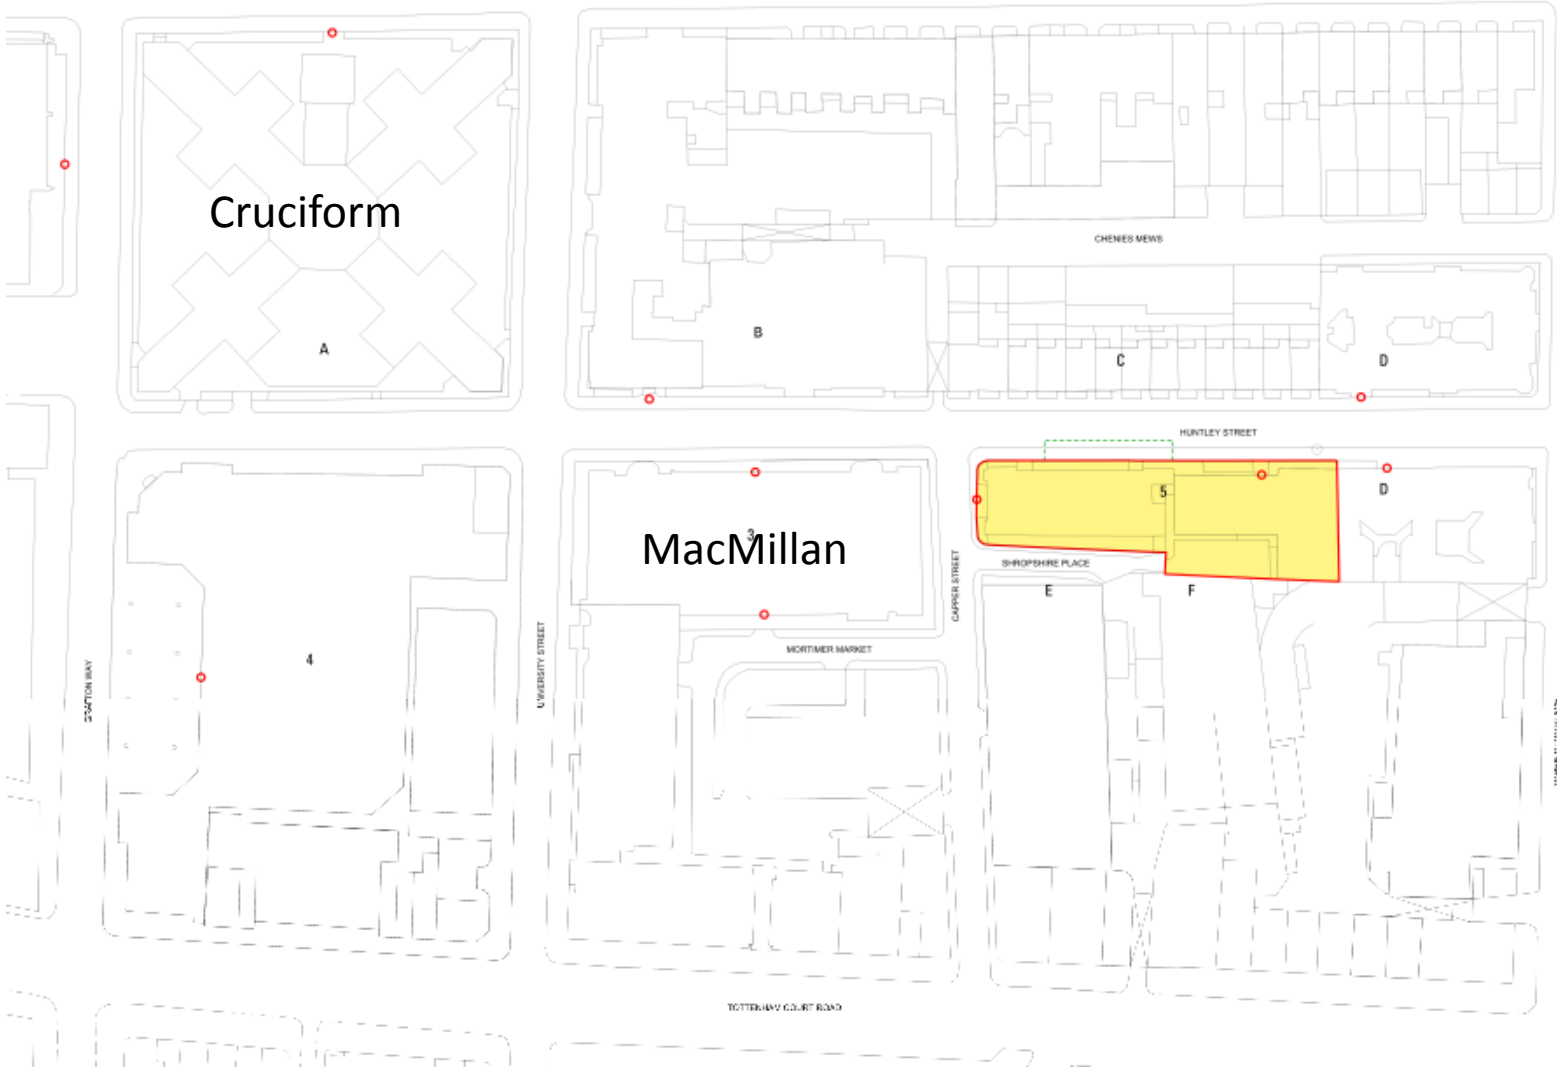 Cruciform
CHENIES MEWS
A
B
C
D
HUNTLEY STREET
5
D
3
MacMillan
CAPPER STREET
SHROPSHIRE PLACE
E
F
MORTIMER MARKET
UNIVERSITY STREET
4
GRAFTON WAY
TOTTENHAM COURT ROAD